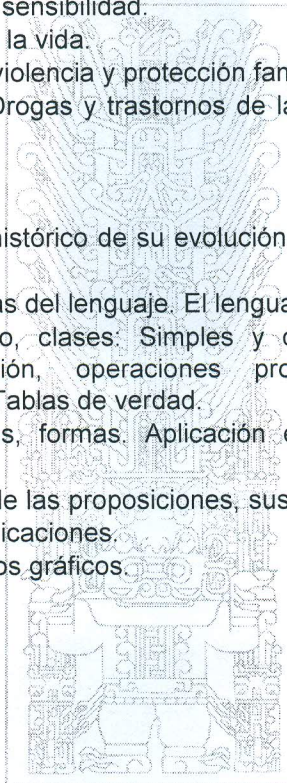 sensibilidad.
la vida.
violencia y protección fam
Drogas y trastornos de la
histórico de su evolución
as del lenguaje. El lengua
o, clases: Simples y c
ión, operaciones pro
Tablas de verdad.
s, formas. Aplicación e
de las proposiciones, sus
icaciones.
os gráficos.